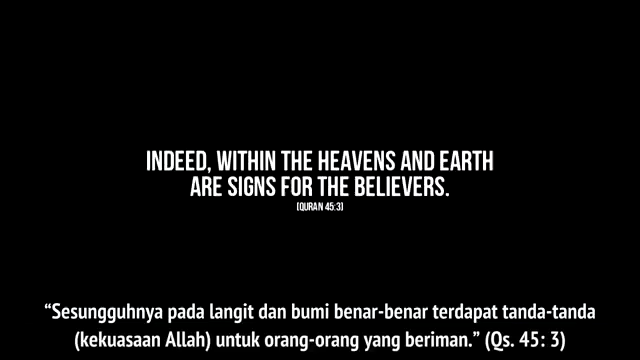 INDEED, WITHIN THE HEAVENS AND EARTH
ARE SIGNS FOR THE BELIEVERS.
[QURAN 45:3]
“Sesungguhnya pada langit dan bumi benar-benar terdapat tanda-tanda
(kekuasaan Allah) untuk orang-orang yang beriman.” (Qs. 45: 3)